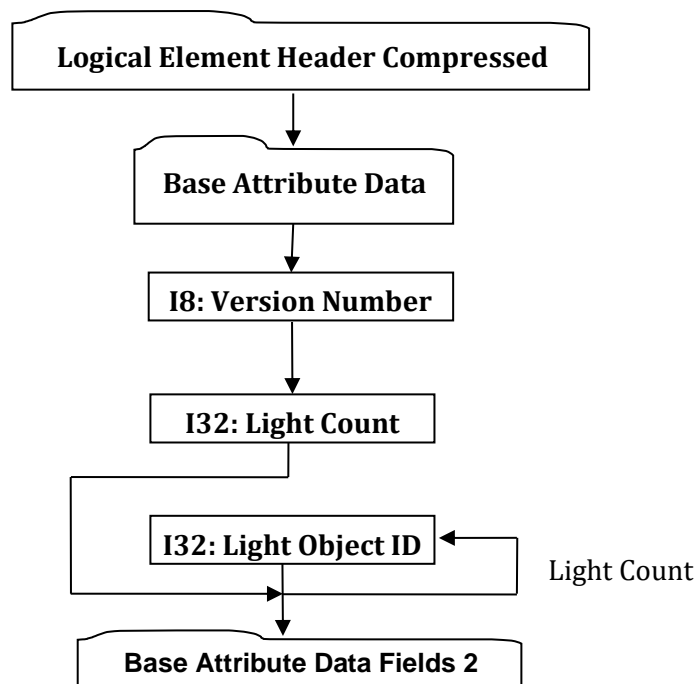 Logical Element Header Compressed
Base Attribute Data
I8: Version Number
I32: Light Count
I32: Light Object ID
Light Count
Base Attribute Data Fields 2